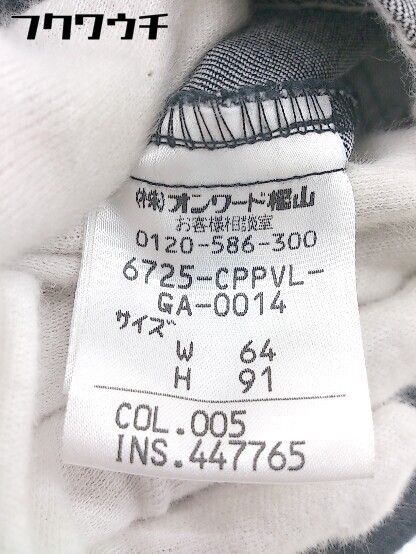 フクワウチ
(株)オンワード樫山
お客様相談室
0120-586-300
6725-CPPVL-
GA-0014
サイズ
W 64
H 91
COL.005
INS.447765